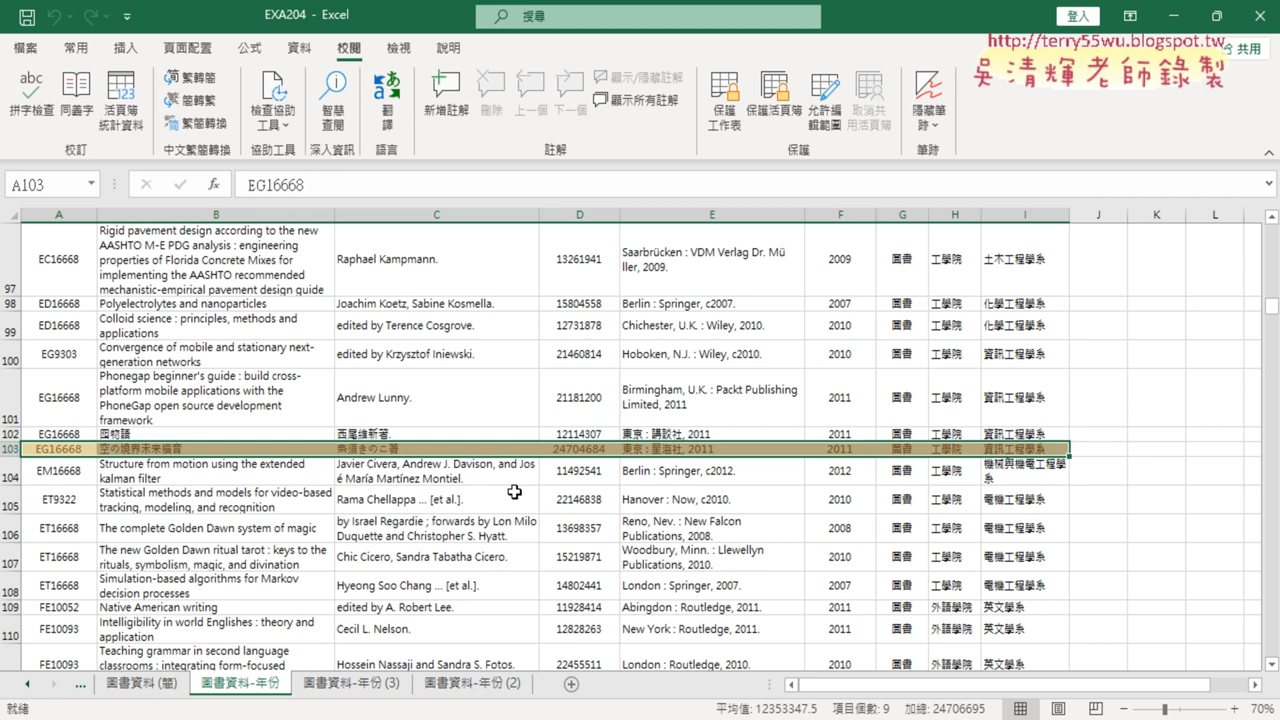 EXA204 - Excel
搜尋
登入
檔案 常用 插入 頁面配置 公式 資料 校閱 檢視 說明
共用
http://terry55wu.blogspot.tw
吳清輝老師錄製
abc
123
拼字檢查 同義字 活頁簿統計資料
校訂
繁轉簡
簡轉繁
繁簡轉換
中文繁簡轉換
檢查協助工具
協助工具
智慧查閱
深入資訊
翻譯
語言
新增註解 刪除 上一個 下一個
顯示/隱藏註解
顯示所有註解
註解
保護工作表 保護活頁簿 允許編輯範圍 取消共用活頁簿
保護
隱藏筆跡
筆跡
A103 fx EG16668
A B C D E F G H I J K L
97 EC16668 Rigid pavement design according to the new AASHTO M-E PDG analysis : engineering properties of Florida Concrete Mixes for implementing the AASHTO recommended mechanistic-empirical pavement design guide Raphael Kampmann. 13261941 Saarbrücken : VDM Verlag Dr. Müller, 2009. 2009 圖書 工學院 土木工程學系
98 ED16668 Polyelectrolytes and nanoparticles Joachim Koetz, Sabine Kosmella. 15804558 Berlin : Springer, c2007. 2007 圖書 工學院 化學工程學系
99 ED16668 Colloid science : principles, methods and applications edited by Terence Cosgrove. 12731878 Chichester, U.K. : Wiley, 2010. 2010 圖書 工學院 化學工程學系
100 EG9303 Convergence of mobile and stationary next-generation networks edited by Krzysztof Iniewski. 21460814 Hoboken, N.J. : Wiley, c2010. 2010 圖書 工學院 資訊工程學系
101 EG16668 Phonegap beginner's guide : build cross-platform mobile applications with the PhoneGap open source development framework Andrew Lunny. 21181200 Birmingham, U.K. : Packt Publishing Limited, 2011 2011 圖書 工學院 資訊工程學系
102 EG16668 囮物語 西尾維新著. 12114307 東京 : 講談社, 2011 2011 圖書 工學院 資訊工程學系
103 EG16668 空の境界未来福音 奈須きのこ著 24704684 東京 : 星海社, 2011 2011 圖書 工學院 資訊工程學系
104 EM16668 Structure from motion using the extended kalman filter Javier Civera, Andrew J. Davison, and José María Martínez Montiel. 11492541 Berlin : Springer, c2012. 2012 圖書 工學院 機械與機電工程學系
105 ET9322 Statistical methods and models for video-based tracking, modeling, and recognition Rama Chellappa ... [et al.]. 22146838 Hanover : Now, c2010. 2010 圖書 工學院 電機工程學系
106 ET16668 The complete Golden Dawn system of magic by Israel Regardie ; forwards by Lon Milo Duquette and Christopher S. Hyatt. 13698357 Reno, Nev. : New Falcon Publications, 2008. 2008 圖書 工學院 電機工程學系
107 ET16668 The new Golden Dawn ritual tarot : keys to the rituals, symbolism, magic, and divination Chic Cicero, Sandra Tabatha Cicero. 15219871 Woodbury, Minn. : Llewellyn Publications, 2010. 2010 圖書 工學院 電機工程學系
108 ET16668 Simulation-based algorithms for Markov decision processes Hyeong Soo Chang ... [et al.]. 14802441 London : Springer, 2007. 2007 圖書 工學院 電機工程學系
109 FE10052 Native American writing edited by A. Robert Lee. 11928414 Abingdon : Routledge, 2011. 2011 圖書 外語學院 英文學系
110 FE10093 Intelligibility in world Englishes : theory and application Cecil L. Nelson. 12828263 New York : Routledge, 2011. 2011 圖書 外語學院 英文學系
FE10093 Teaching grammar in second language classrooms : integrating form-focused Hossein Nassaji and Sandra S. Fotos. 22455511 London : Routledge, 2010. 2010 圖書 外語學院 英文學系
... 圖書資料 (簡) 圖書資料-年份 圖書資料-年份 (3) 圖書資料-年份 (2)
就緒 平均值: 12353347.5 項目個數: 9 加總: 24706695 70%